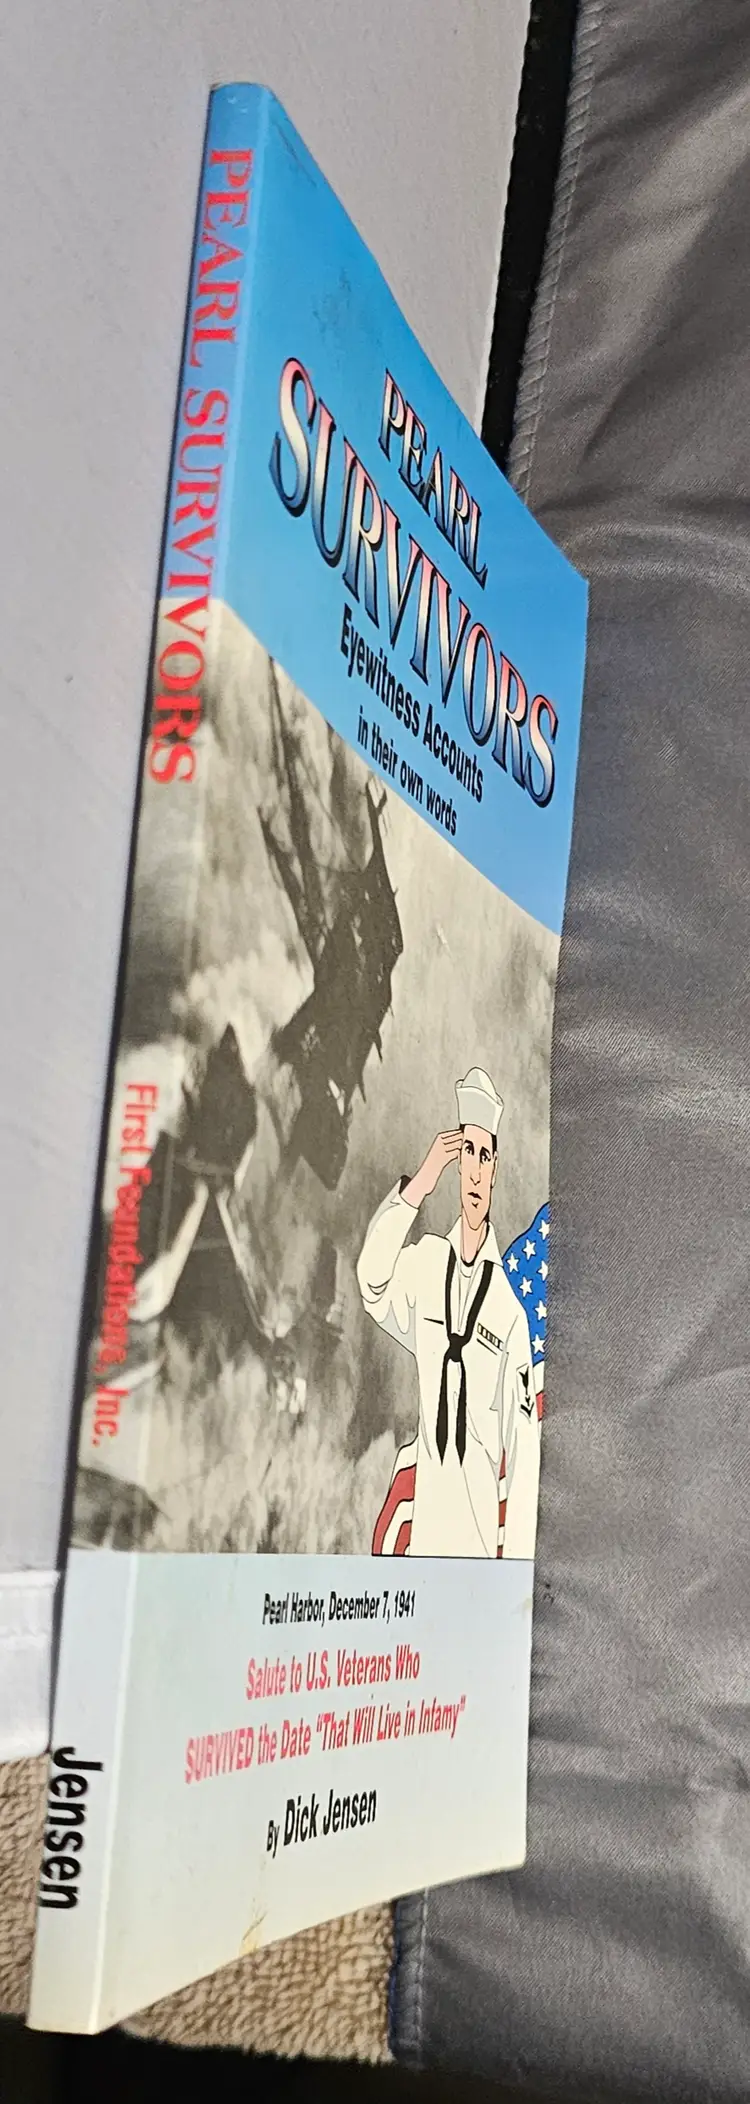 PEARL SURVIVORS
First Foundations, Inc.
Jensen
PEARL
SURVIVORS
Eyewitness Accounts
in their own words
Pearl Harbor, December 7, 1941
Salute to U.S. Veterans Who
SURVIVED the Date "That Will Live in Infamy"
By Dick Jensen